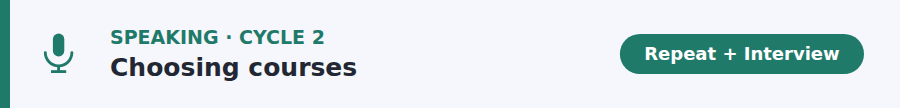 SPEAKING · CYCLE 2
Choosing courses
Repeat + Interview